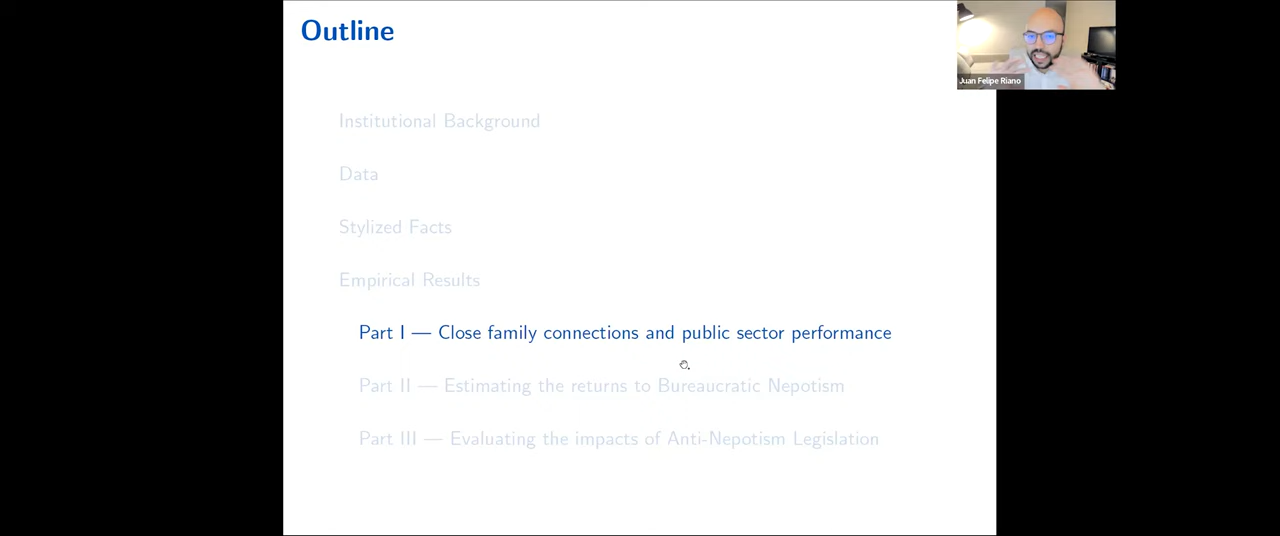 Outline
Juan Felipe Riano
Institutional Background
Data
Stylized Facts
Empirical Results
Part I — Close family connections and public sector performance
Part II — Estimating the returns to Bureaucratic Nepotism
Part III — Evaluating the impacts of Anti-Nepotism Legislation